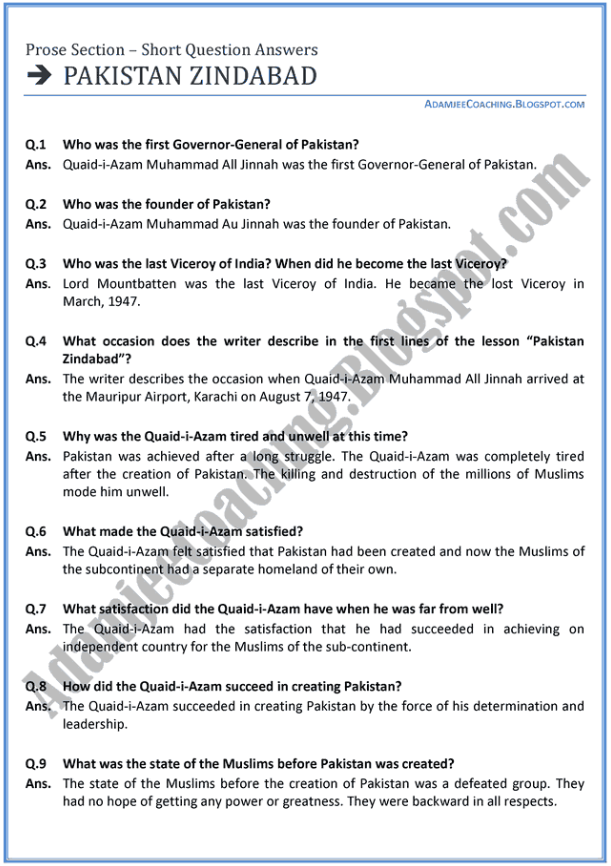 Prose Section – Short Question Answers
➔ PAKISTAN ZINDABAD
ADAMJEECOACHING.BLOGSPOT.COM
Q.1 Who was the first Governor-General of Pakistan?
Ans. Quaid-i-Azam Muhammad All Jinnah was the first Governor-General of Pakistan.
Q.2 Who was the founder of Pakistan?
Ans. Quaid-i-Azam Muhammad Au Jinnah was the founder of Pakistan.
Q.3 Who was the last Viceroy of India? When did he become the last Viceroy?
Ans. Lord Mountbatten was the last Viceroy of India. He became the lost Viceroy in
March, 1947.
Q.4 What occasion does the writer describe in the first lines of the lesson “Pakistan
Zindabad”?
Ans. The writer describes the occasion when Quaid-i-Azam Muhammad All Jinnah arrived at
the Mauripur Airport, Karachi on August 7, 1947.
Q.5 Why was the Quaid-i-Azam tired and unwell at this time?
Ans. Pakistan was achieved after a long struggle. The Quaid-i-Azam was completely tired
after the creation of Pakistan. The killing and destruction of the millions of Muslims
mode him unwell.
Q.6 What made the Quaid-i-Azam satisfied?
Ans. The Quaid-i-Azam felt satisfied that Pakistan had been created and now the Muslims of
the subcontinent had a separate homeland of their own.
Q.7 What satisfaction did the Quaid-i-Azam have when he was far from well?
Ans. The Quaid-i-Azam had the satisfaction that he had succeeded in achieving on
independent country for the Muslims of the sub-continent.
Q.8 How did the Quaid-i-Azam succeed in creating Pakistan?
Ans. The Quaid-i-Azam succeeded in creating Pakistan by the force of his determination and
leadership.
Q.9 What was the state of the Muslims before Pakistan was created?
Ans. The state of the Muslims before the creation of Pakistan was a defeated group. They
had no hope of getting any power or greatness. They were backward in all respects.
Adamjeecoaching.Blogspot.com